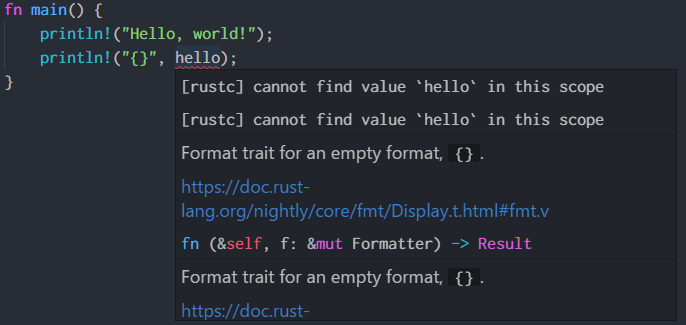 fn main() {
println!("Hello, world!");
println!("{}", hello);
}
[rustc] cannot find value `hello` in this scope
[rustc] cannot find value `hello` in this scope
Format trait for an empty format, {}.
https://doc.rust-
lang.org/nightly/core/fmt/Display.t.html#fmt.v
fn (&self, f: &mut Formatter) -> Result
Format trait for an empty format, {}.
https://doc.rust-